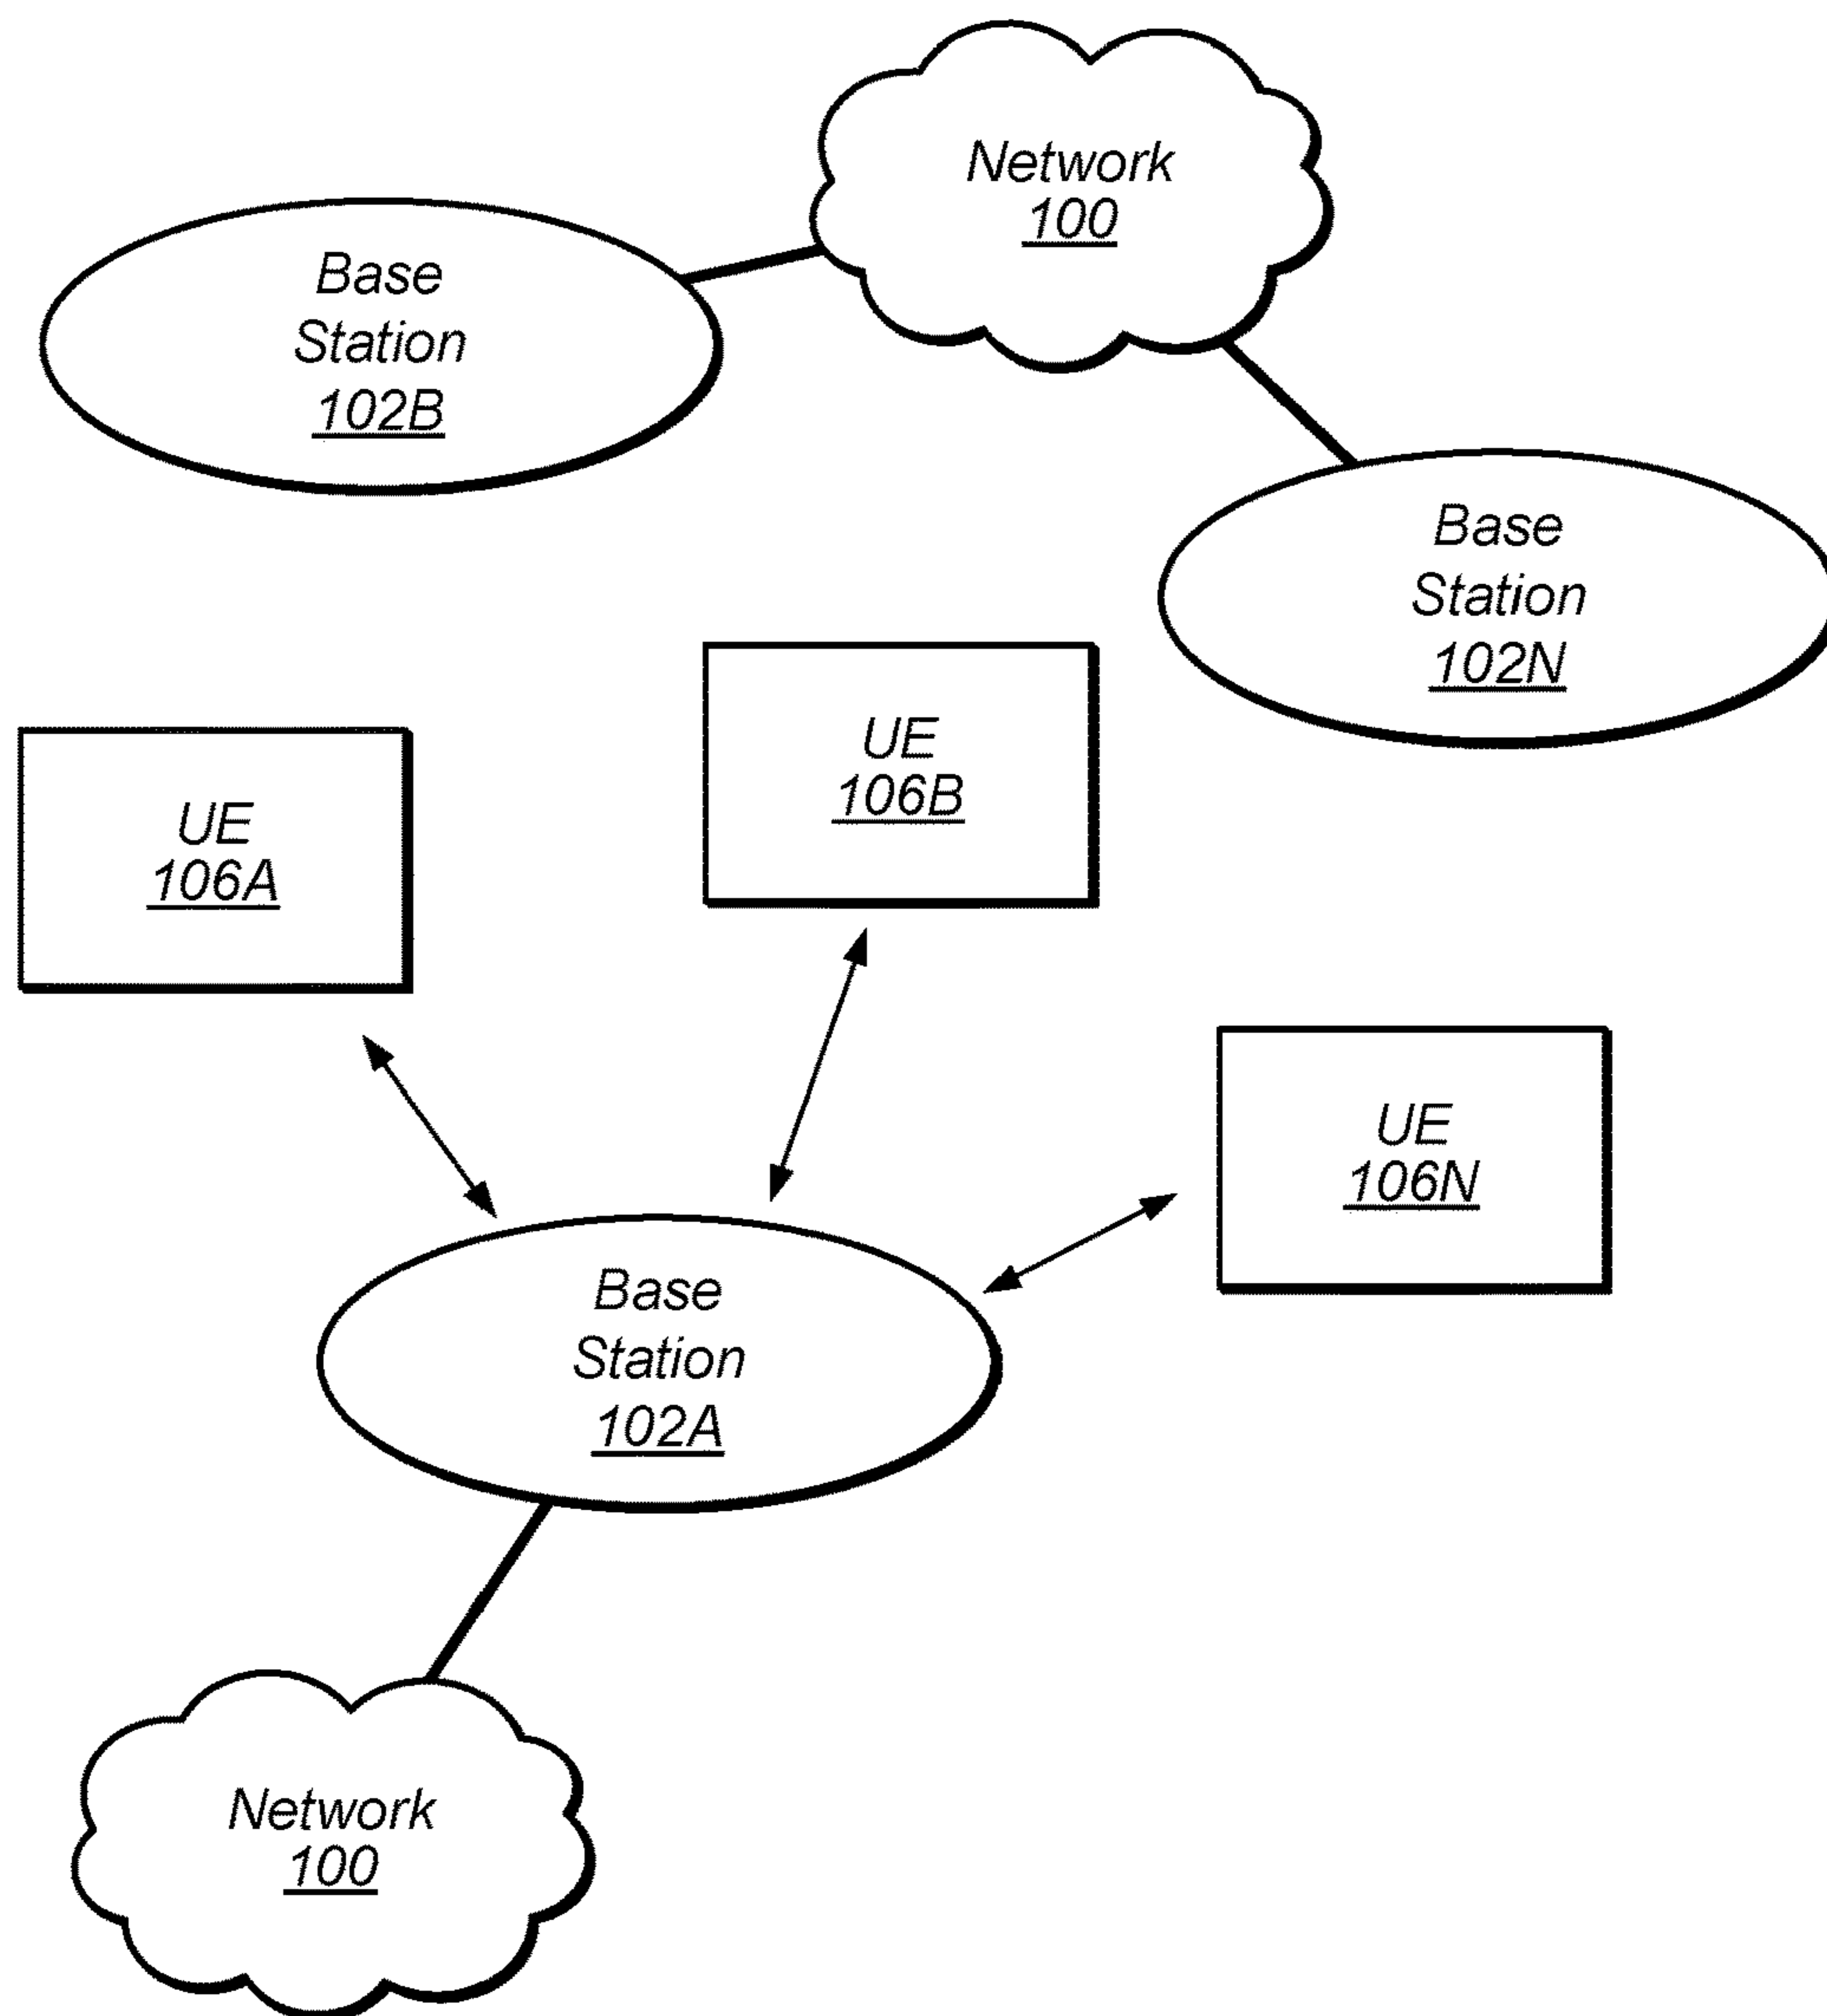 Network
100
Base
Station
102B
Base
Station
102N
UE
106B
UE
106A
UE
106N
Base
Station
102A
Network
100